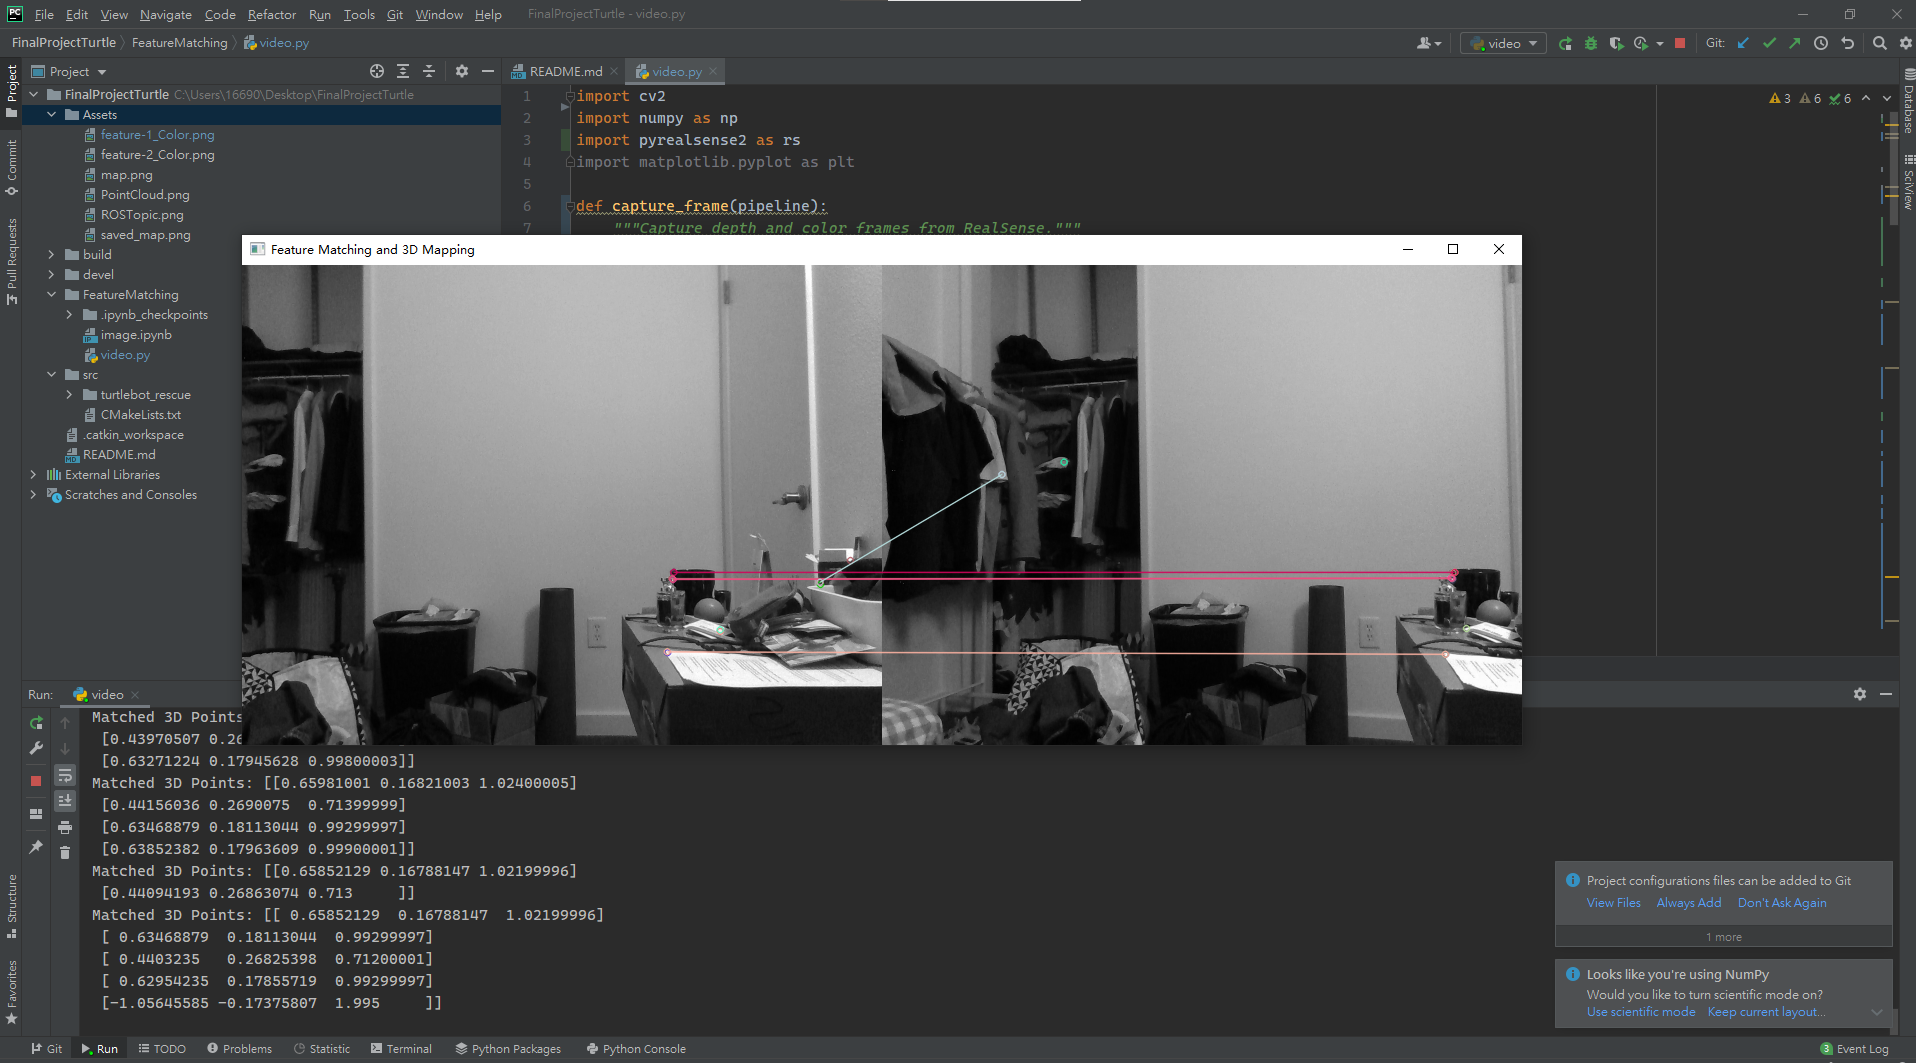 PC File Edit View Navigate Code Refactor Run Tools Git Window Help FinalProjectTurtle - video.py
FinalProjectTurtle FeatureMatching video.py
video Git:
Project
README.md video.py
FinalProjectTurtle C:\Users\16690\Desktop\FinalProjectTurtle
Assets
feature-1_Color.png
feature-2_Color.png
map.png
PointCloud.png
ROSTopic.png
saved_map.png
build
devel
FeatureMatching
.ipynb_checkpoints
image.ipynb
video.py
src
turtlebot_rescue
CMakeLists.txt
.catkin_workspace
README.md
External Libraries
Scratches and Consoles
Project
Commit
Pull Requests
Structure
Favorites
1 import cv2
2 import numpy as np
3 import pyrealsense2 as rs
4 import matplotlib.pyplot as plt
5
6 def capture_frame(pipeline):
7 """Capture depth and color frames from RealSense."""
3 6 6
Database
SciView
Feature Matching and 3D Mapping
Run: video
Matched 3D Points
[0.43970507 0.26
[0.63271224 0.17945628 0.99800003]]
Matched 3D Points: [[0.65981001 0.16821003 1.02400005]
[0.44156036 0.2690075 0.71399999]
[0.63468879 0.18113044 0.99299997]
[0.63852382 0.17963609 0.99900001]]
Matched 3D Points: [[0.65852129 0.16788147 1.02199996]
[0.44094193 0.26863074 0.713 ]]
Matched 3D Points: [[ 0.65852129 0.16788147 1.02199996]
[ 0.63468879 0.18113044 0.99299997]
[ 0.4403235 0.26825398 0.71200001]
[ 0.62954235 0.17855719 0.99299997]
[-1.05645585 -0.17375807 1.995 ]]
Project configurations files can be added to Git
View Files Always Add Don't Ask Again
1 more
Looks like you're using NumPy
Would you like to turn scientific mode on?
Use scientific mode Keep current layout...
Git Run TODO Problems Statistic Terminal Python Packages Python Console 3 Event Log